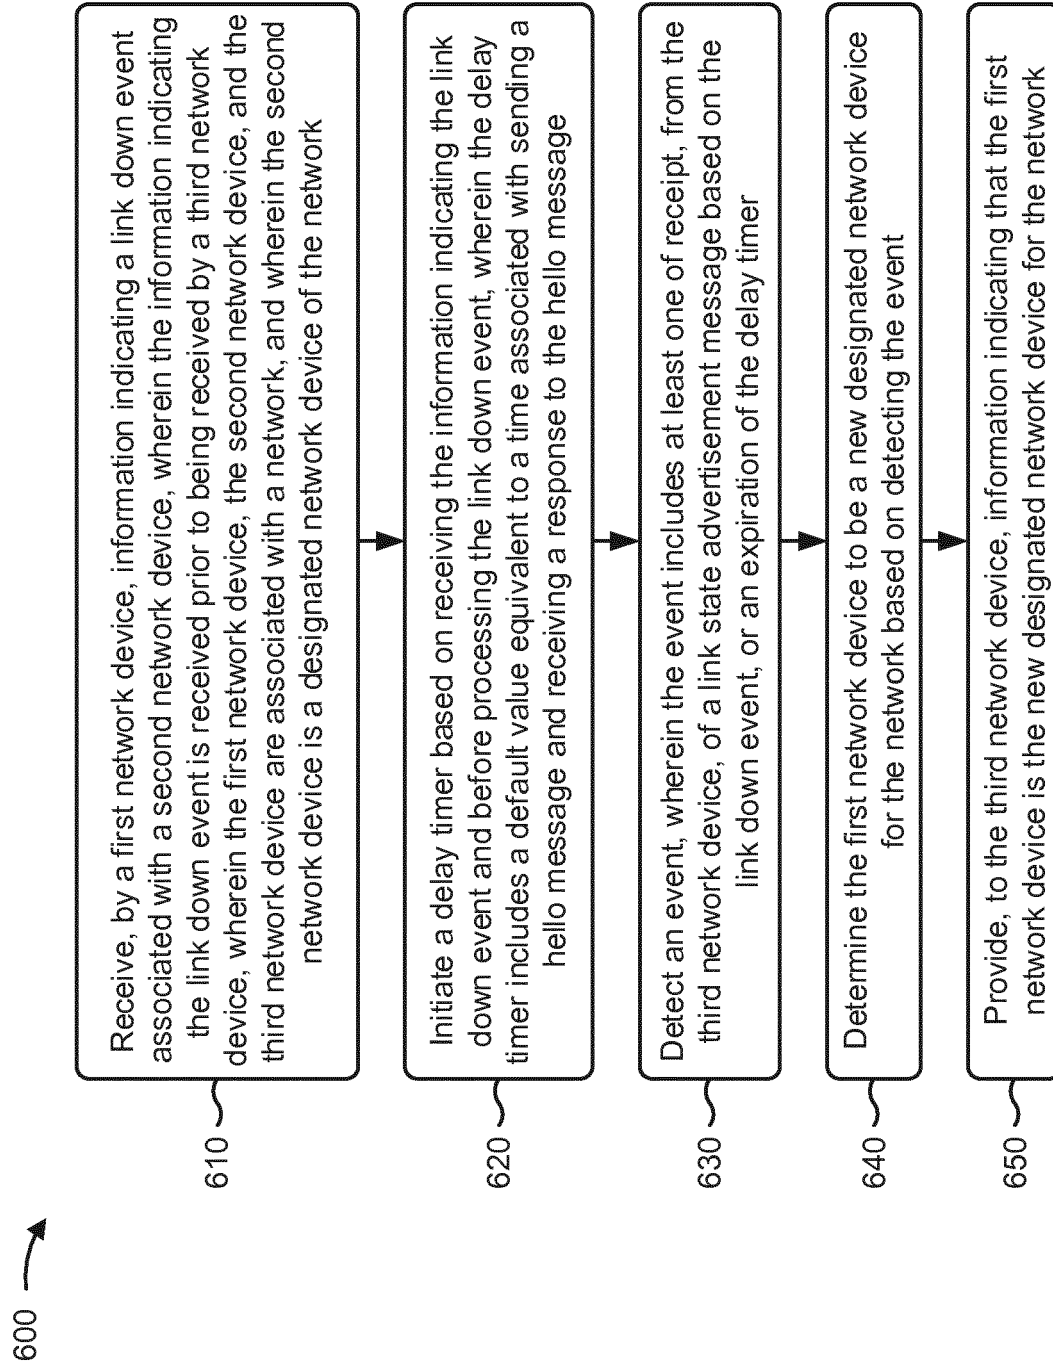 600
610
Receive, by a first network device, information indicating a link down event
associated with a second network device, wherein the information indicating
the link down event is received prior to being received by a third network
device, wherein the first network device, the second network device, and the
third network device are associated with a network, and wherein the second
network device is a designated network device of the network
620
Initiate a delay timer based on receiving the information indicating the link
down event and before processing the link down event, wherein the delay
timer includes a default value equivalent to a time associated with sending a
hello message and receiving a response to the hello message
630
Detect an event, wherein the event includes at least one of receipt, from the
third network device, of a link state advertisement message based on the
link down event, or an expiration of the delay timer
640
Determine the first network device to be a new designated network device
for the network based on detecting the event
650
Provide, to the third network device, information indicating that the first
network device is the new designated network device for the network